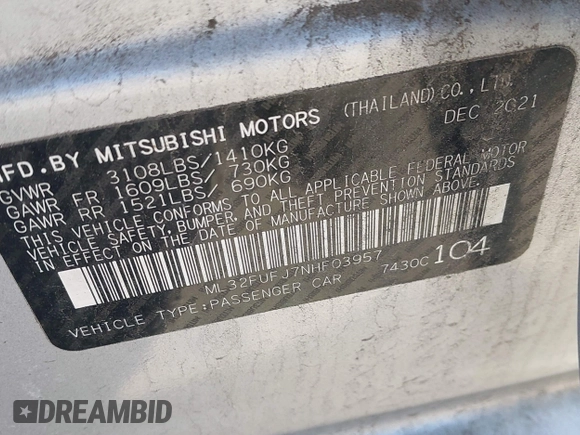 MFD.BY MITSUBISHI MOTORS (THAILAND)CO.,LTD.
DEC 2021
GVWR 3108LBS/1410KG
GAWR FR 1609LBS/ 730KG
GAWR RR 1521LBS/ 690KG
THIS VEHICLE CONFORMS TO ALL APPLICABLE FEDERAL MOTOR
VEHICLE SAFETY, BUMPER, AND THEFT PREVENTION STANDARDS
IN EFFECT ON THE DATE OF MANUFACTURE SHOWN ABOVE.
ML32FUFJ7NHF03957
VEHICLE TYPE:PASSENGER CAR 7430C 104
DREAMBID